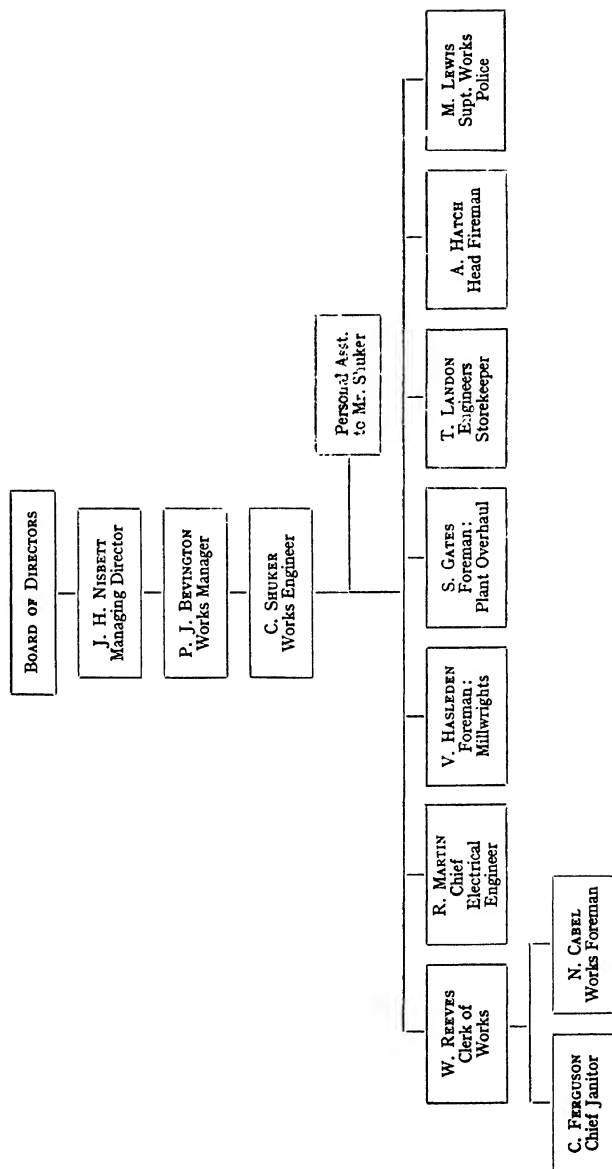 BOARD OF DIRECTORS
J. H. NISBETT
Managing Director
P. J. BEVINGTON
Works Manager
C. SHUKER
Works Engineer
Personal Asst.
to Mr. Shuker
W. REEVES
Clerk of
Works
R. MARTIN
Chief
Electrical
Engineer
V. HASLEDEN
Foreman:
Millwrights
S. GATES
Foreman:
Plant Overhaul
T. LANDON
Engineers
Storekeeper
A. HATCH
Head Fireman
M. LEWIS
Supt. Works
Police
C. FERGUSON
Chief Janitor
N. CABEL
Works Foreman